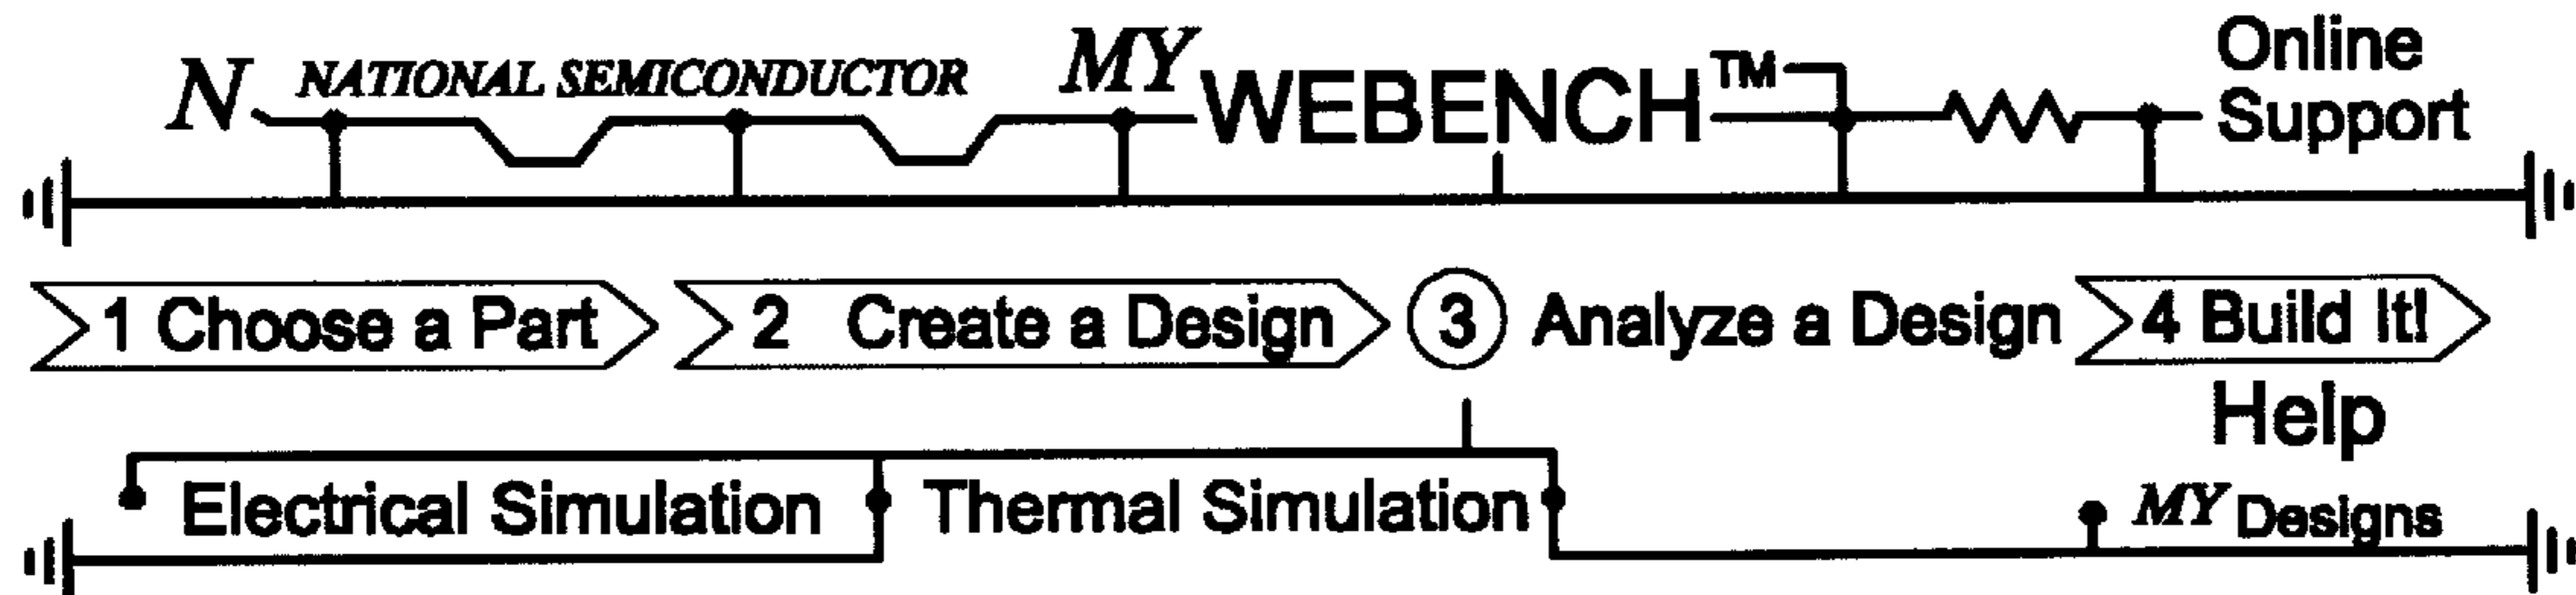 N NATIONAL SEMICONDUCTOR MY WEBENCH™ Online Support
1 Choose a Part 2 Create a Design 3 Analyze a Design 4 Build It!
Help
Electrical Simulation Thermal Simulation MY Designs